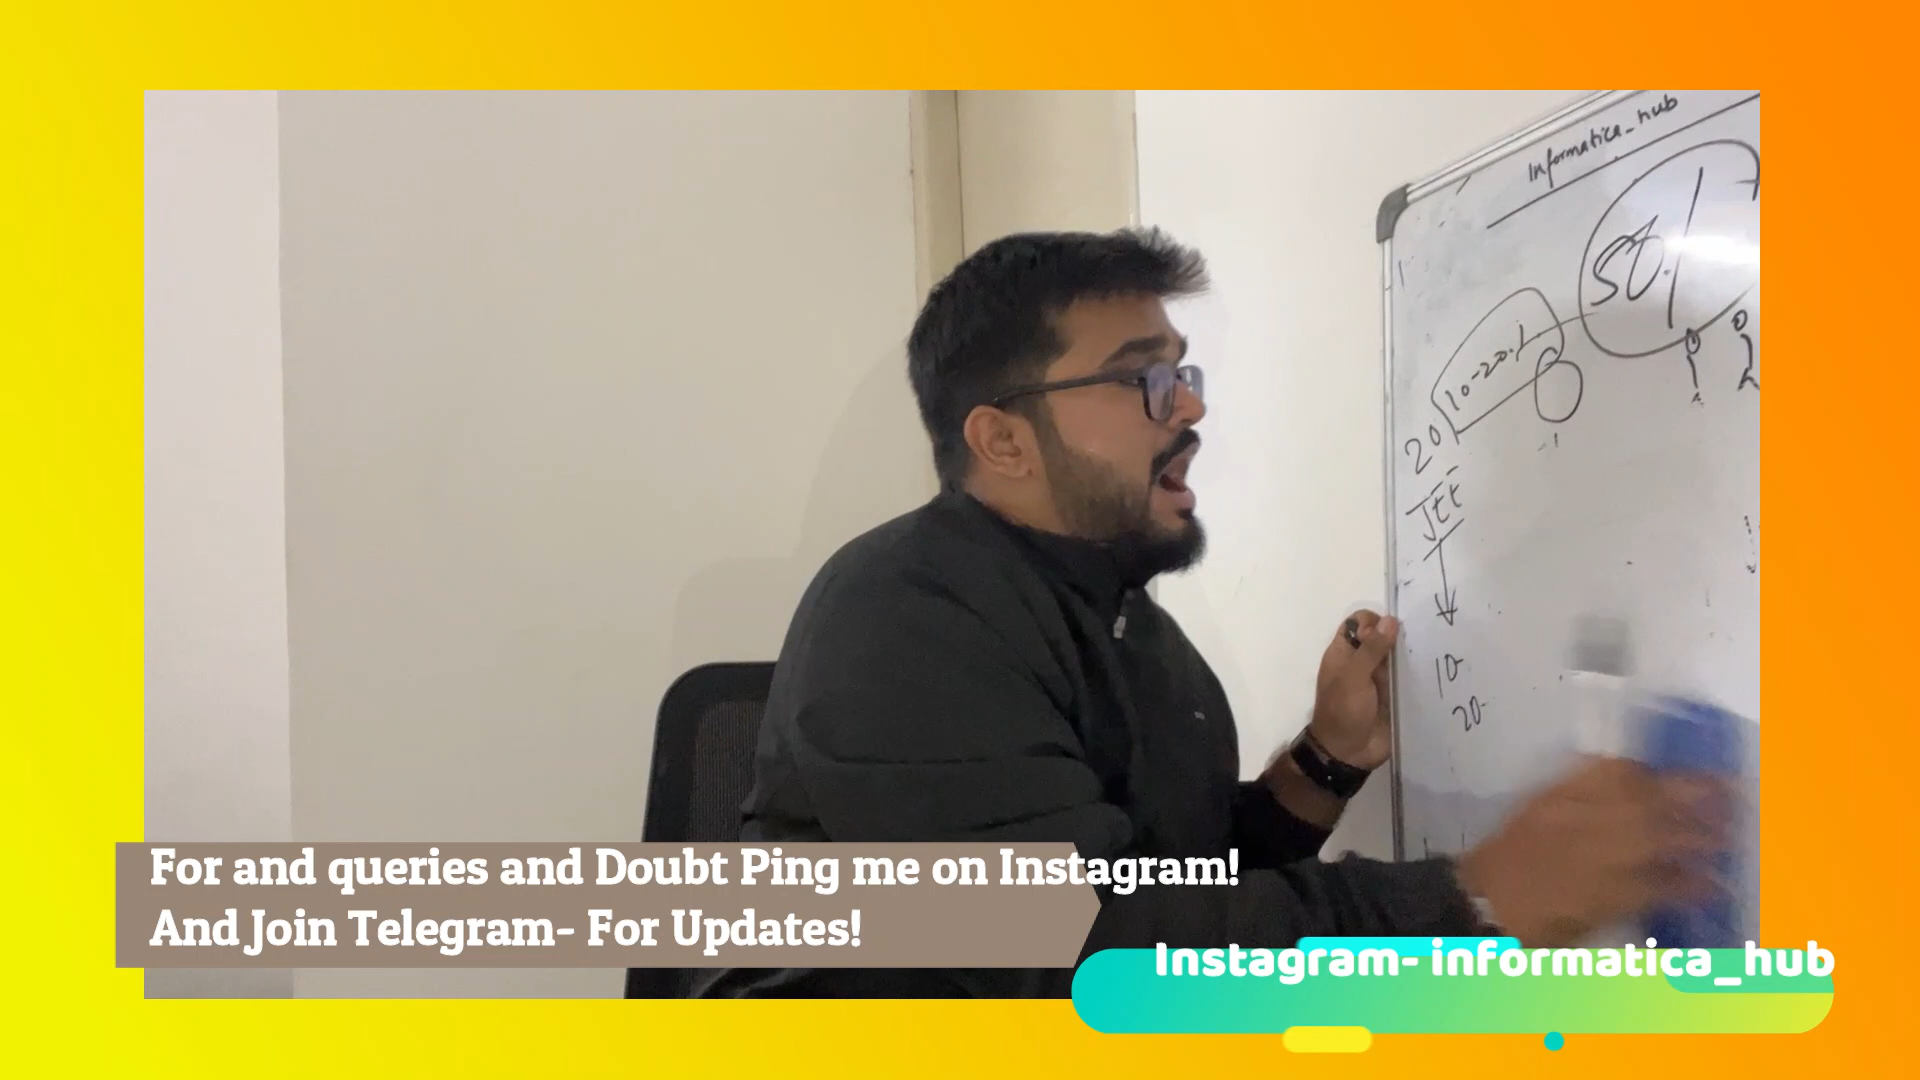 Informatica_hub
50%
10-20%
20
JEE
10-
20-
For and queries and Doubt Ping me on Instagram!
And Join Telegram- For Updates!
Instagram- informatica_hub